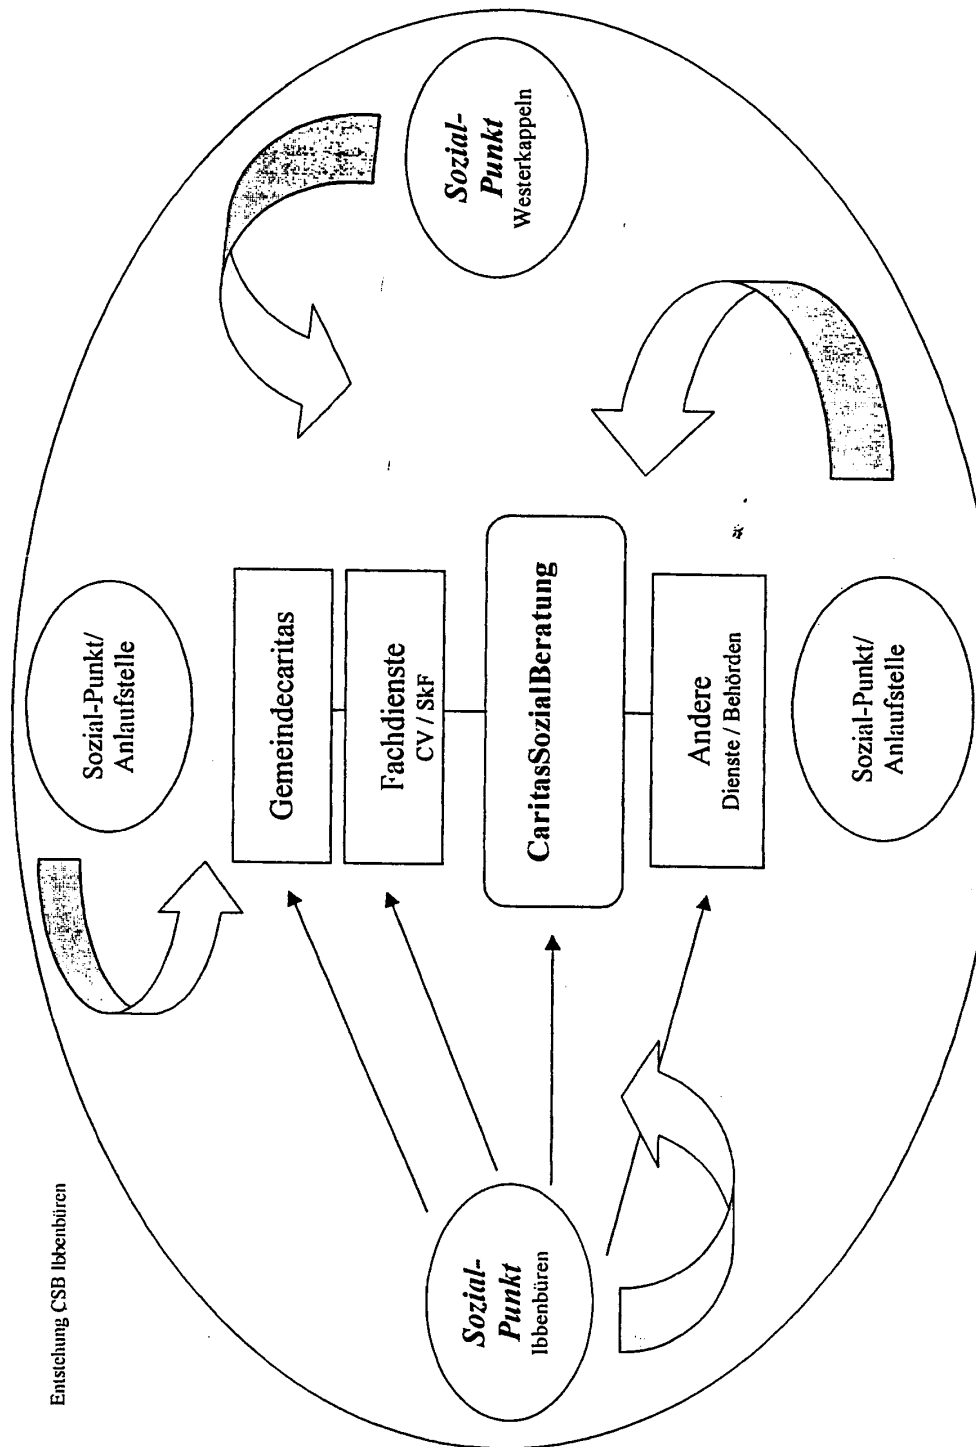 Entstehung CSB Ibbenbüren
Sozial-Punkt/
Anlaufstelle
Gemeindecaritas
Fachdienste
CV / SkF
Sozial-
Punkt
Ibbenbüren
CaritasSozialBeratung
Sozial-
Punkt
Westerkappeln
Andere
Dienste / Behörden
Sozial-Punkt/
Anlaufstelle